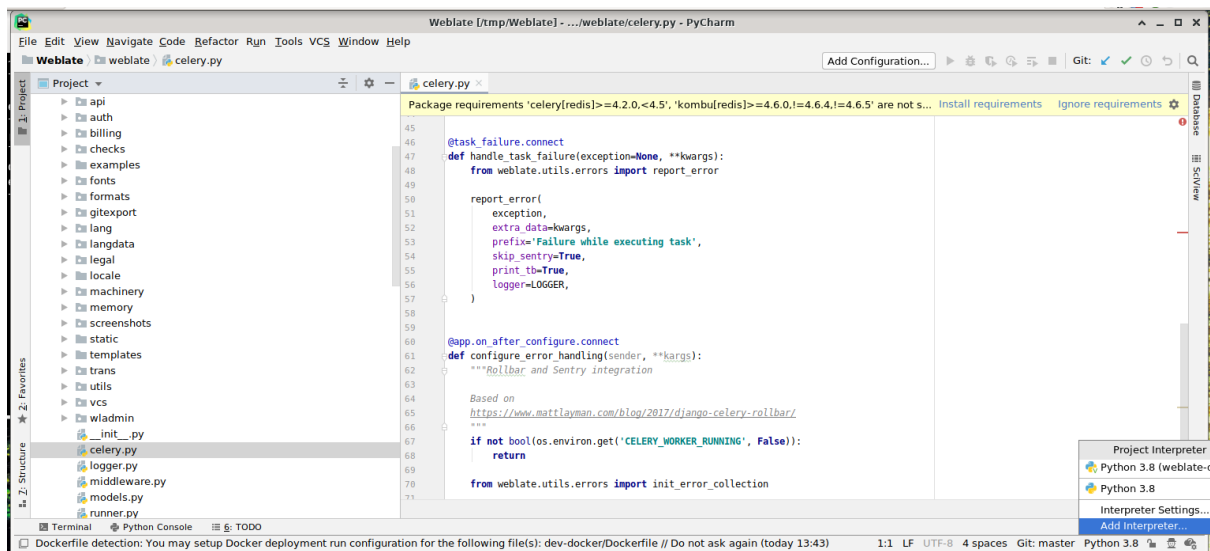 Weblate [/tmp/Weblate] - .../weblate/celery.py - PyCharm
File Edit View Navigate Code Refactor Run Tools VCS Window Help
Weblate weblate celery.py
Add Configuration...
Git:
1: Project
Project
api
auth
billing
checks
examples
fonts
formats
gitexport
lang
langdata
legal
locale
machinery
memory
screenshots
static
templates
trans
utils
vcs
wladmin
__init__.py
celery.py
logger.py
middleware.py
models.py
runner.py
2: Favorites
7: Structure
celery.py
Package requirements 'celery[redis]>=4.2.0,<4.5', 'kombu[redis]>=4.6.0,!=4.6.4,!=4.6.5' are not s... Install requirements Ignore requirements
45
46 @task_failure.connect
47 def handle_task_failure(exception=None, **kwargs):
48 from weblate.utils.errors import report_error
49
50 report_error(
51 exception,
52 extra_data=kwargs,
53 prefix='Failure while executing task',
54 skip_sentry=True,
55 print_tb=True,
56 logger=LOGGER,
57 )
58
59
60 @app.on_after_configure.connect
61 def configure_error_handling(sender, **kargs):
62 """Rollbar and Sentry integration
63
64 Based on
65 https://www.mattlayman.com/blog/2017/django-celery-rollbar/
66 """
67 if not bool(os.environ.get('CELERY_WORKER_RUNNING', False)):
68 return
69
70 from weblate.utils.errors import init_error_collection
71
Database
SciView
Project Interpreter
Python 3.8 (weblate-
Python 3.8
Interpreter Settings...
Add Interpreter...
Terminal Python Console 6: TODO
Dockerfile detection: You may setup Docker deployment run configuration for the following file(s): dev-docker/Dockerfile // Do not ask again (today 13:43) 1:1 LF UTF-8 4 spaces Git: master Python 3.8